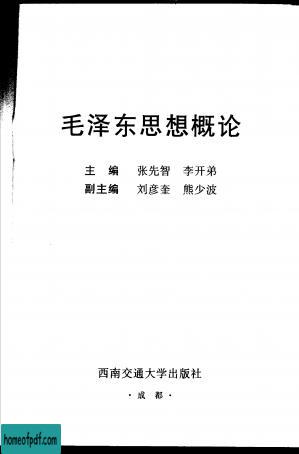 毛泽东思想概论
主 编 张先智 李开弟
副主编 刘彦奎 熊少波
西南交通大学出版社
·成 都·
homeofpdf.com